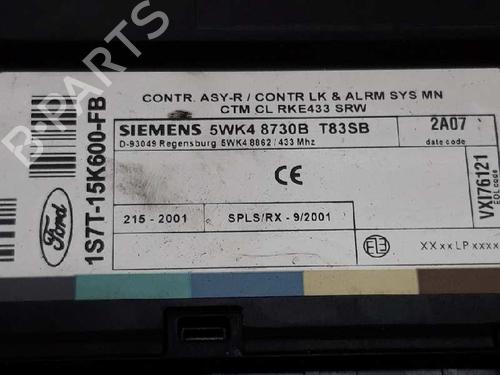 CONTR. ASY-R / CONTR LK & ALRM SYS MN
CTM CL RKE433 SRW
SIEMENS 5WK4 8730B T83SB
D-93049 Regensburg 5WK4 8862 / 433 Mhz
2A07
date code
CE
215 - 2001
SPLS/RX - 9/2001
VXI76121
EOL code
XXxxLPxxxx
Ford
1S7T-15K600-FB
B-PARTS